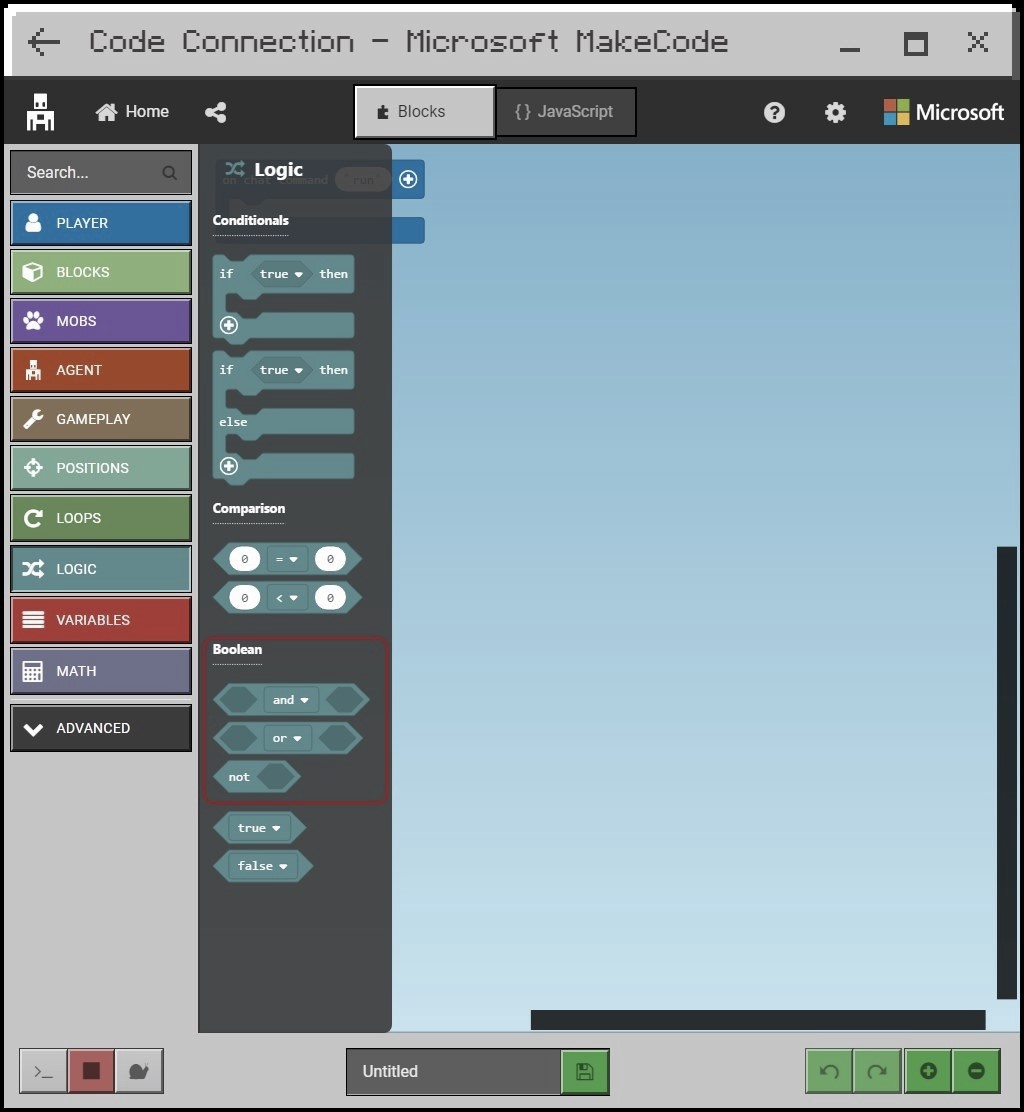 Code Connection - Microsoft MakeCode
Home
Blocks
{} JavaScript
?
Microsoft
Search...
PLAYER
BLOCKS
MOBS
AGENT
GAMEPLAY
POSITIONS
LOOPS
LOGIC
VARIABLES
MATH
ADVANCED
Logic
on chat command "run"
Conditionals
if true then
if true then
else
Comparison
0 = 0
0 < 0
Boolean
and
or
not
true
false
>_
Untitled